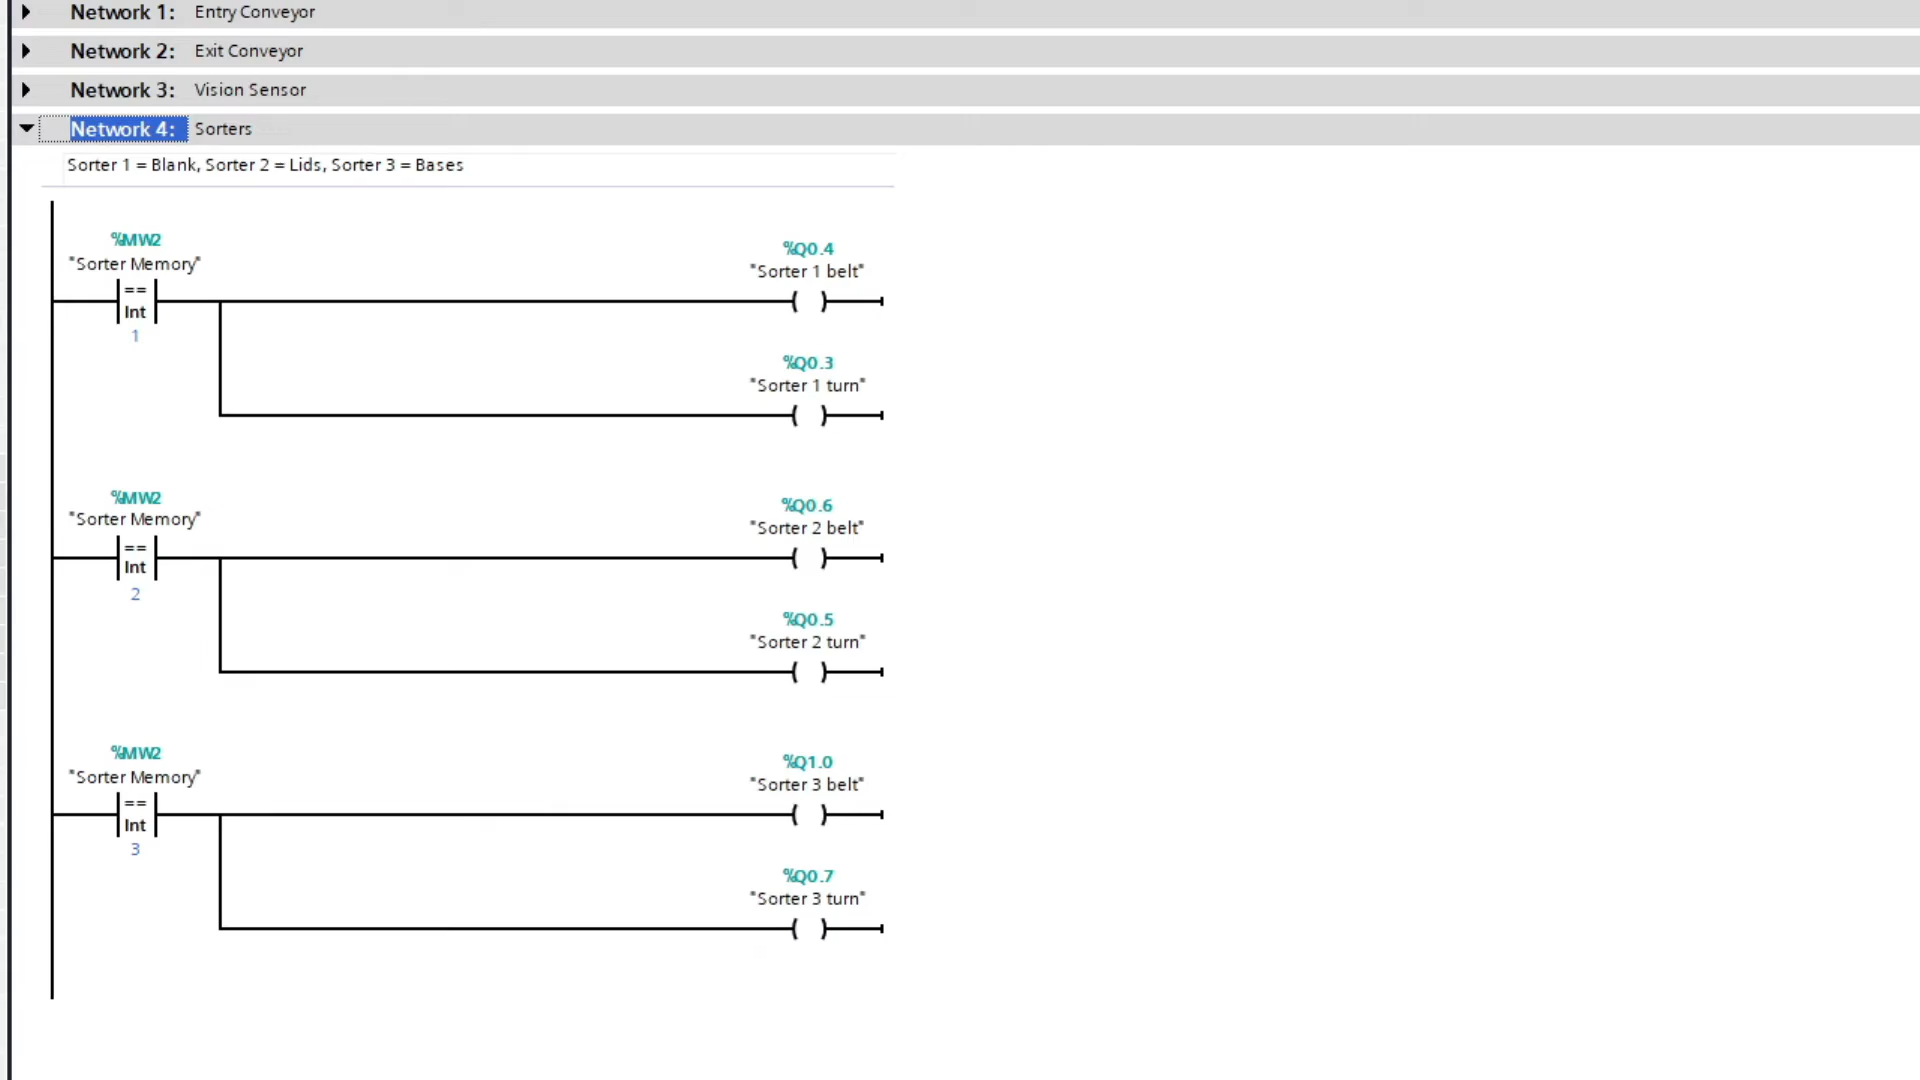 Network 1: Entry Conveyor
Network 2: Exit Conveyor
Network 3: Vision Sensor
Network 4: Sorters
Sorter 1 = Blank, Sorter 2 = Lids, Sorter 3 = Bases
%MW2
"Sorter Memory"
==
Int
1
%Q0.4
"Sorter 1 belt"
%Q0.3
"Sorter 1 turn"
%MW2
"Sorter Memory"
==
Int
2
%Q0.6
"Sorter 2 belt"
%Q0.5
"Sorter 2 turn"
%MW2
"Sorter Memory"
==
Int
3
%Q1.0
"Sorter 3 belt"
%Q0.7
"Sorter 3 turn"